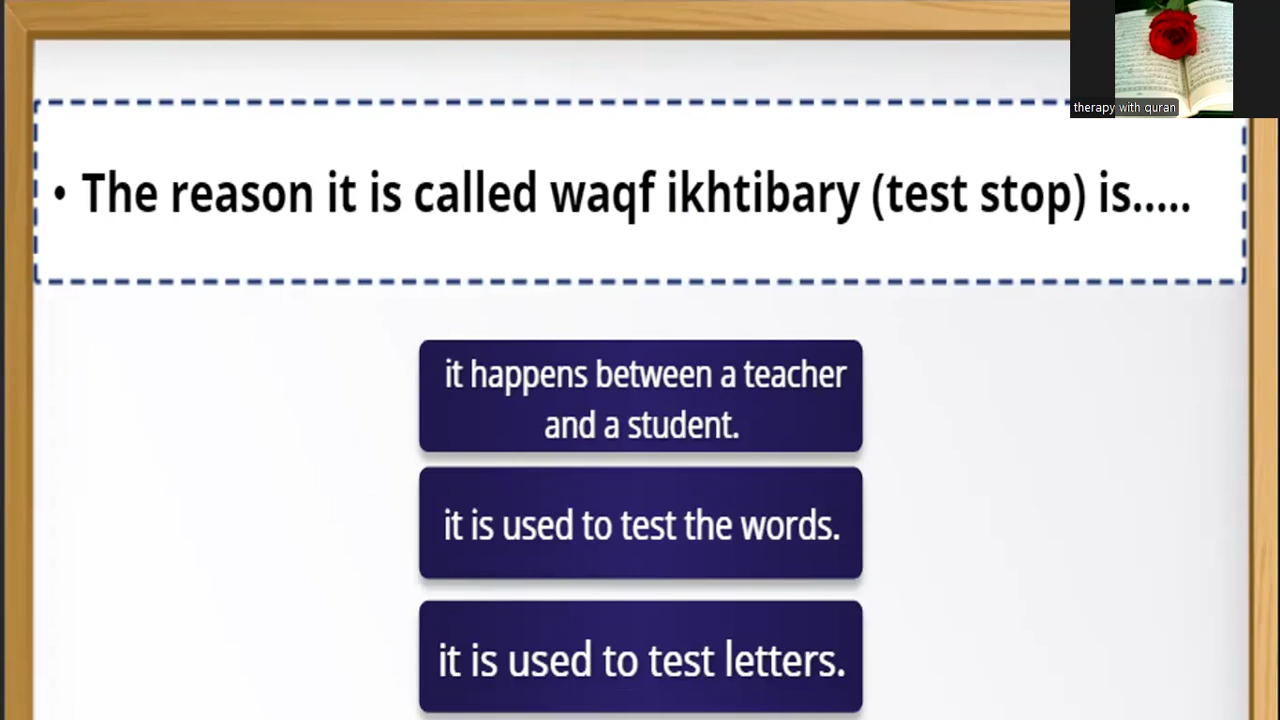 therapy with quran
• The reason it is called waqf ikhtibary (test stop) is.....
it happens between a teacher
and a student.
it is used to test the words.
it is used to test letters.